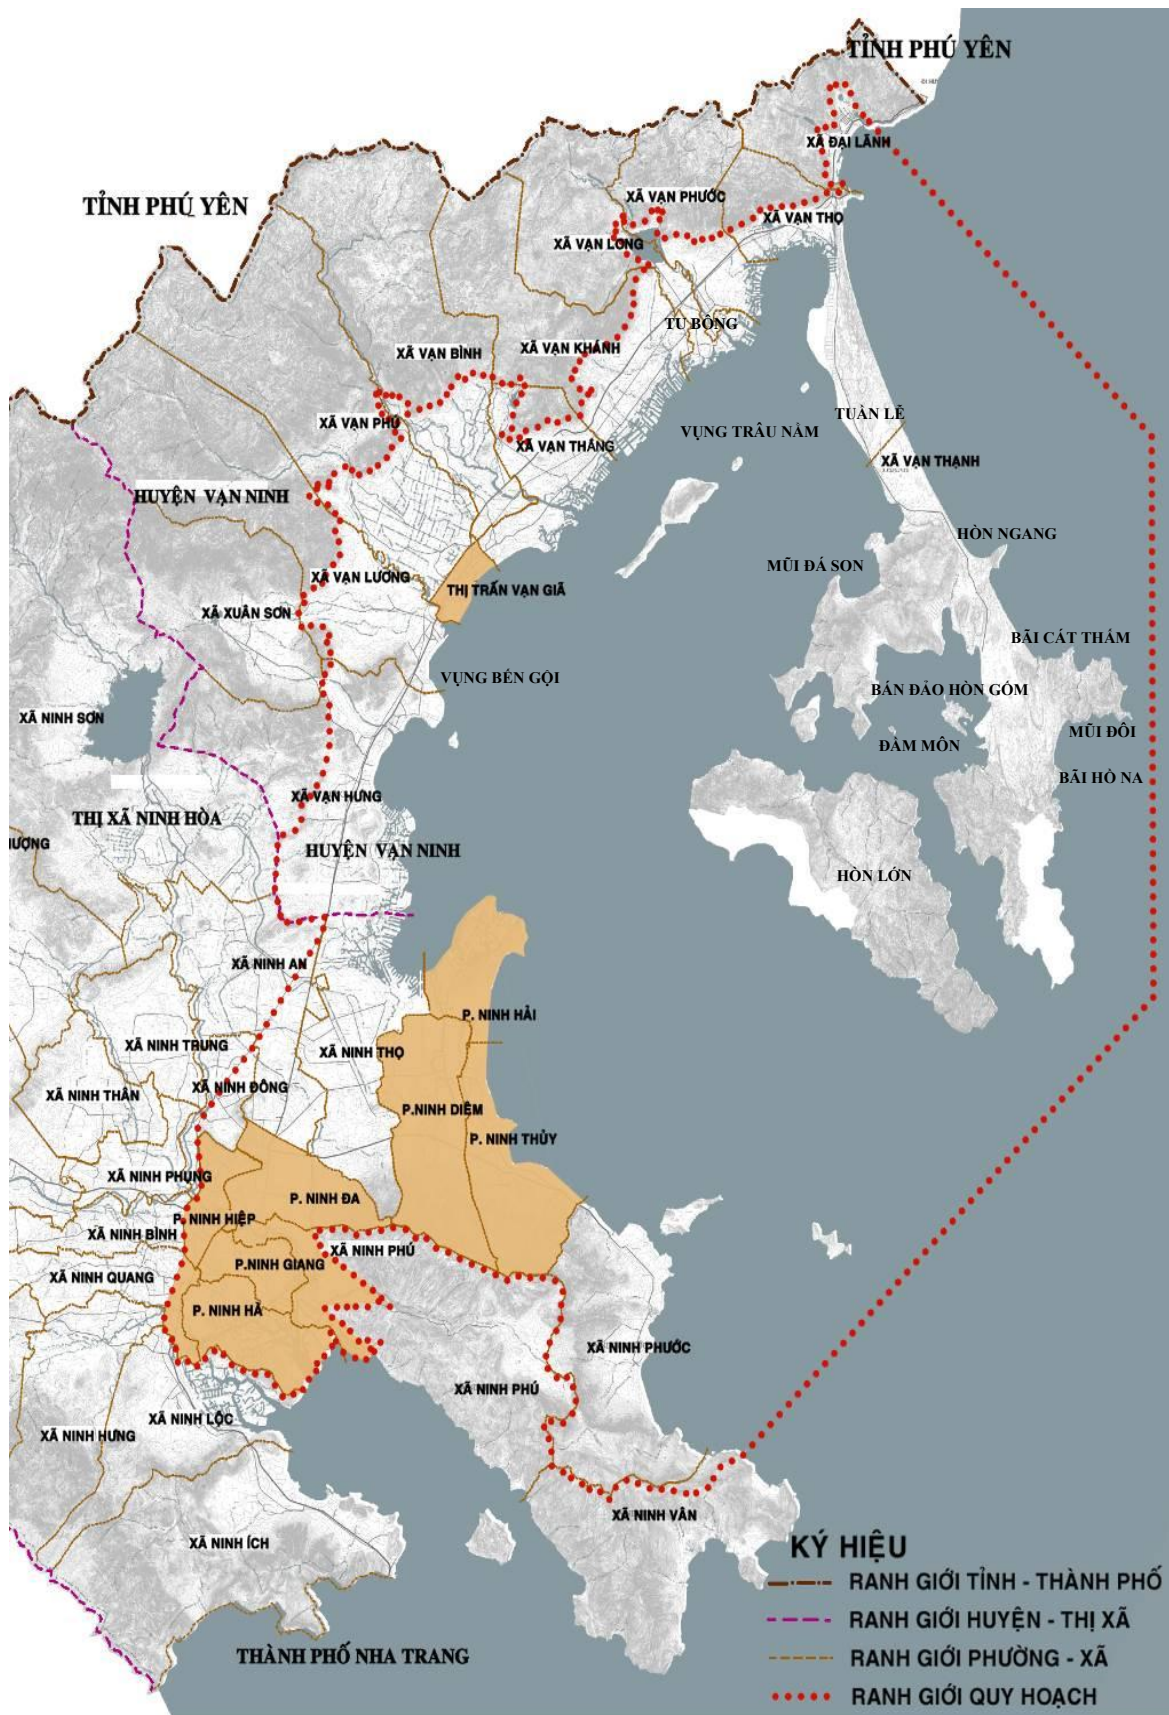 TỈNH PHÚ YÊN
XÃ ĐẠI LÃNH
TỈNH PHÚ YÊN
XÃ VẠN PHƯỚC
XÃ VẠN THỌ
XÃ VẠN LONG
TU BÔNG
XÃ VẠN KHÁNH
XÃ VẠN BÌNH
TUẦN LỄ
XÃ VẠN PHÚ
VỤNG TRÂU NẰM
XÃ VẠN THẮNG
XÃ VẠN THẠNH
HUYỆN VẠN NINH
HÒN NGANG
MŨI ĐÁ SON
XÃ VẠN LƯƠNG
THỊ TRẤN VẠN GIÃ
XÃ XUÂN SƠN
BÃI CÁT THẮM
VỤNG BẾN GỘI
BÁN ĐẢO HÒN GỐM
XÃ NINH SƠN
MŨI ĐÔI
ĐẦM MÔN
BÃI HỒ NA
XÃ VẠN HƯNG
THỊ XÃ NINH HÒA
ƯỢNG
HUYỆN VẠN NINH
HÒN LỚN
XÃ NINH AN
P. NINH HẢI
XÃ NINH TRUNG
XÃ NINH THỌ
XÃ NINH ĐÔNG
XÃ NINH THÂN
P.NINH DIÊM
P. NINH THỦY
XÃ NINH PHỤNG
P. NINH ĐA
P. NINH HIỆP
XÃ NINH BÌNH
XÃ NINH PHÚ
P.NINH GIANG
XÃ NINH QUANG
P. NINH HÀ
XÃ NINH PHƯỚC
XÃ NINH PHÚ
XÃ NINH LỘC
XÃ NINH HƯNG
XÃ NINH VÂN
XÃ NINH ÍCH
THÀNH PHỐ NHA TRANG
KÝ HIỆU
RANH GIỚI TỈNH - THÀNH PHỐ
RANH GIỚI HUYỆN - THỊ XÃ
RANH GIỚI PHƯỜNG - XÃ
RANH GIỚI QUY HOẠCH